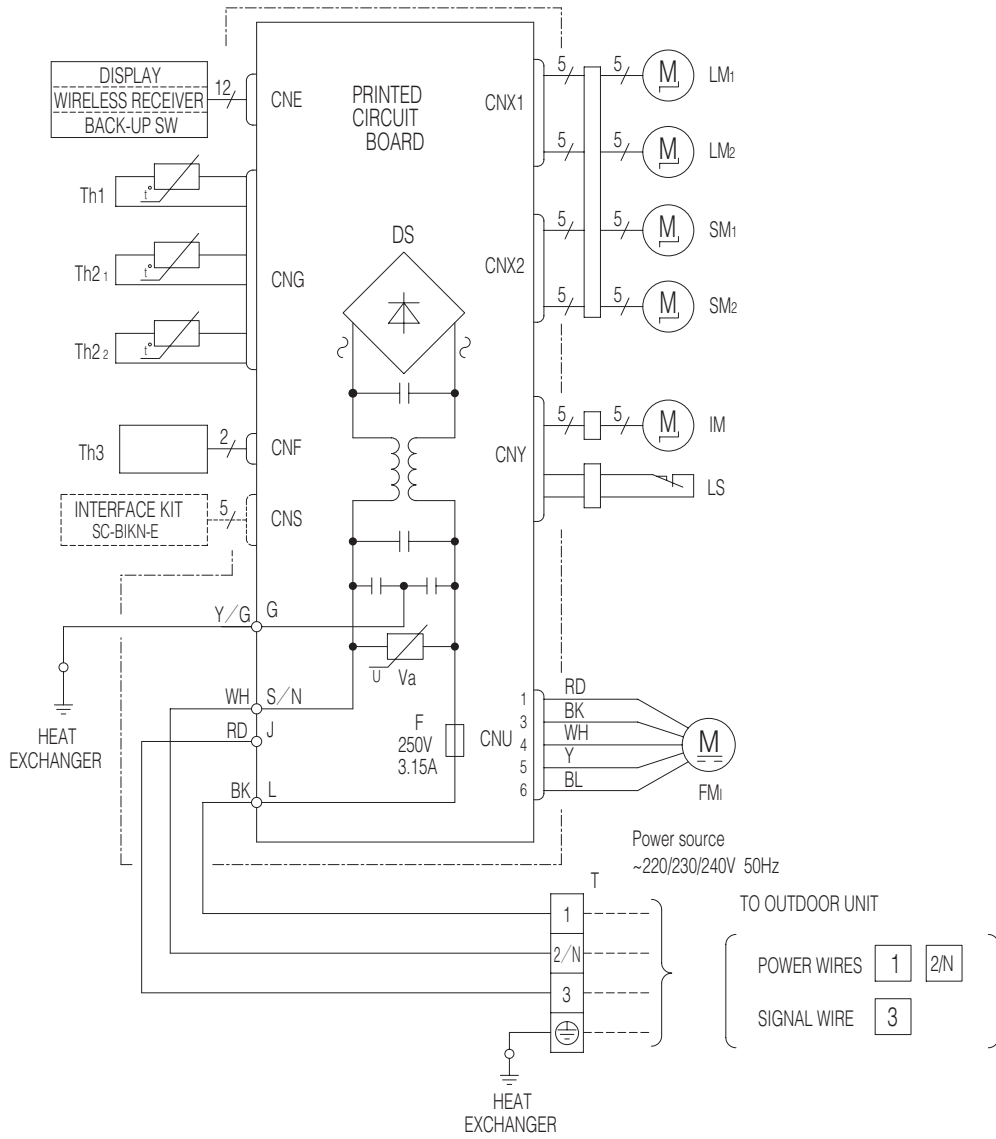 DISPLAY
WIRELESS RECEIVER
BACK-UP SW
12
CNE
PRINTED
CIRCUIT
BOARD
CNX1
5
5
M
LM1
5
5
M
LM2
Th1
t°
Th2 1
t°
CNG
Th2 2
t°
DS
CNX2
5
5
M
SM1
5
5
M
SM2
Th3
2
CNF
CNY
5
5
M
IM
LS
INTERFACE KIT
SC-BIKN-E
5
CNS
Y/G
G
HEAT
EXCHANGER
U
Va
WH
S/N
RD
J
BK
L
F
250V
3.15A
CNU
1
RD
3
BK
4
WH
5
Y
6
BL
M
FMI
Power source
~220/230/240V 50Hz
T
1
2/N
3
HEAT
EXCHANGER
TO OUTDOOR UNIT
POWER WIRES 1 2/N
SIGNAL WIRE 3